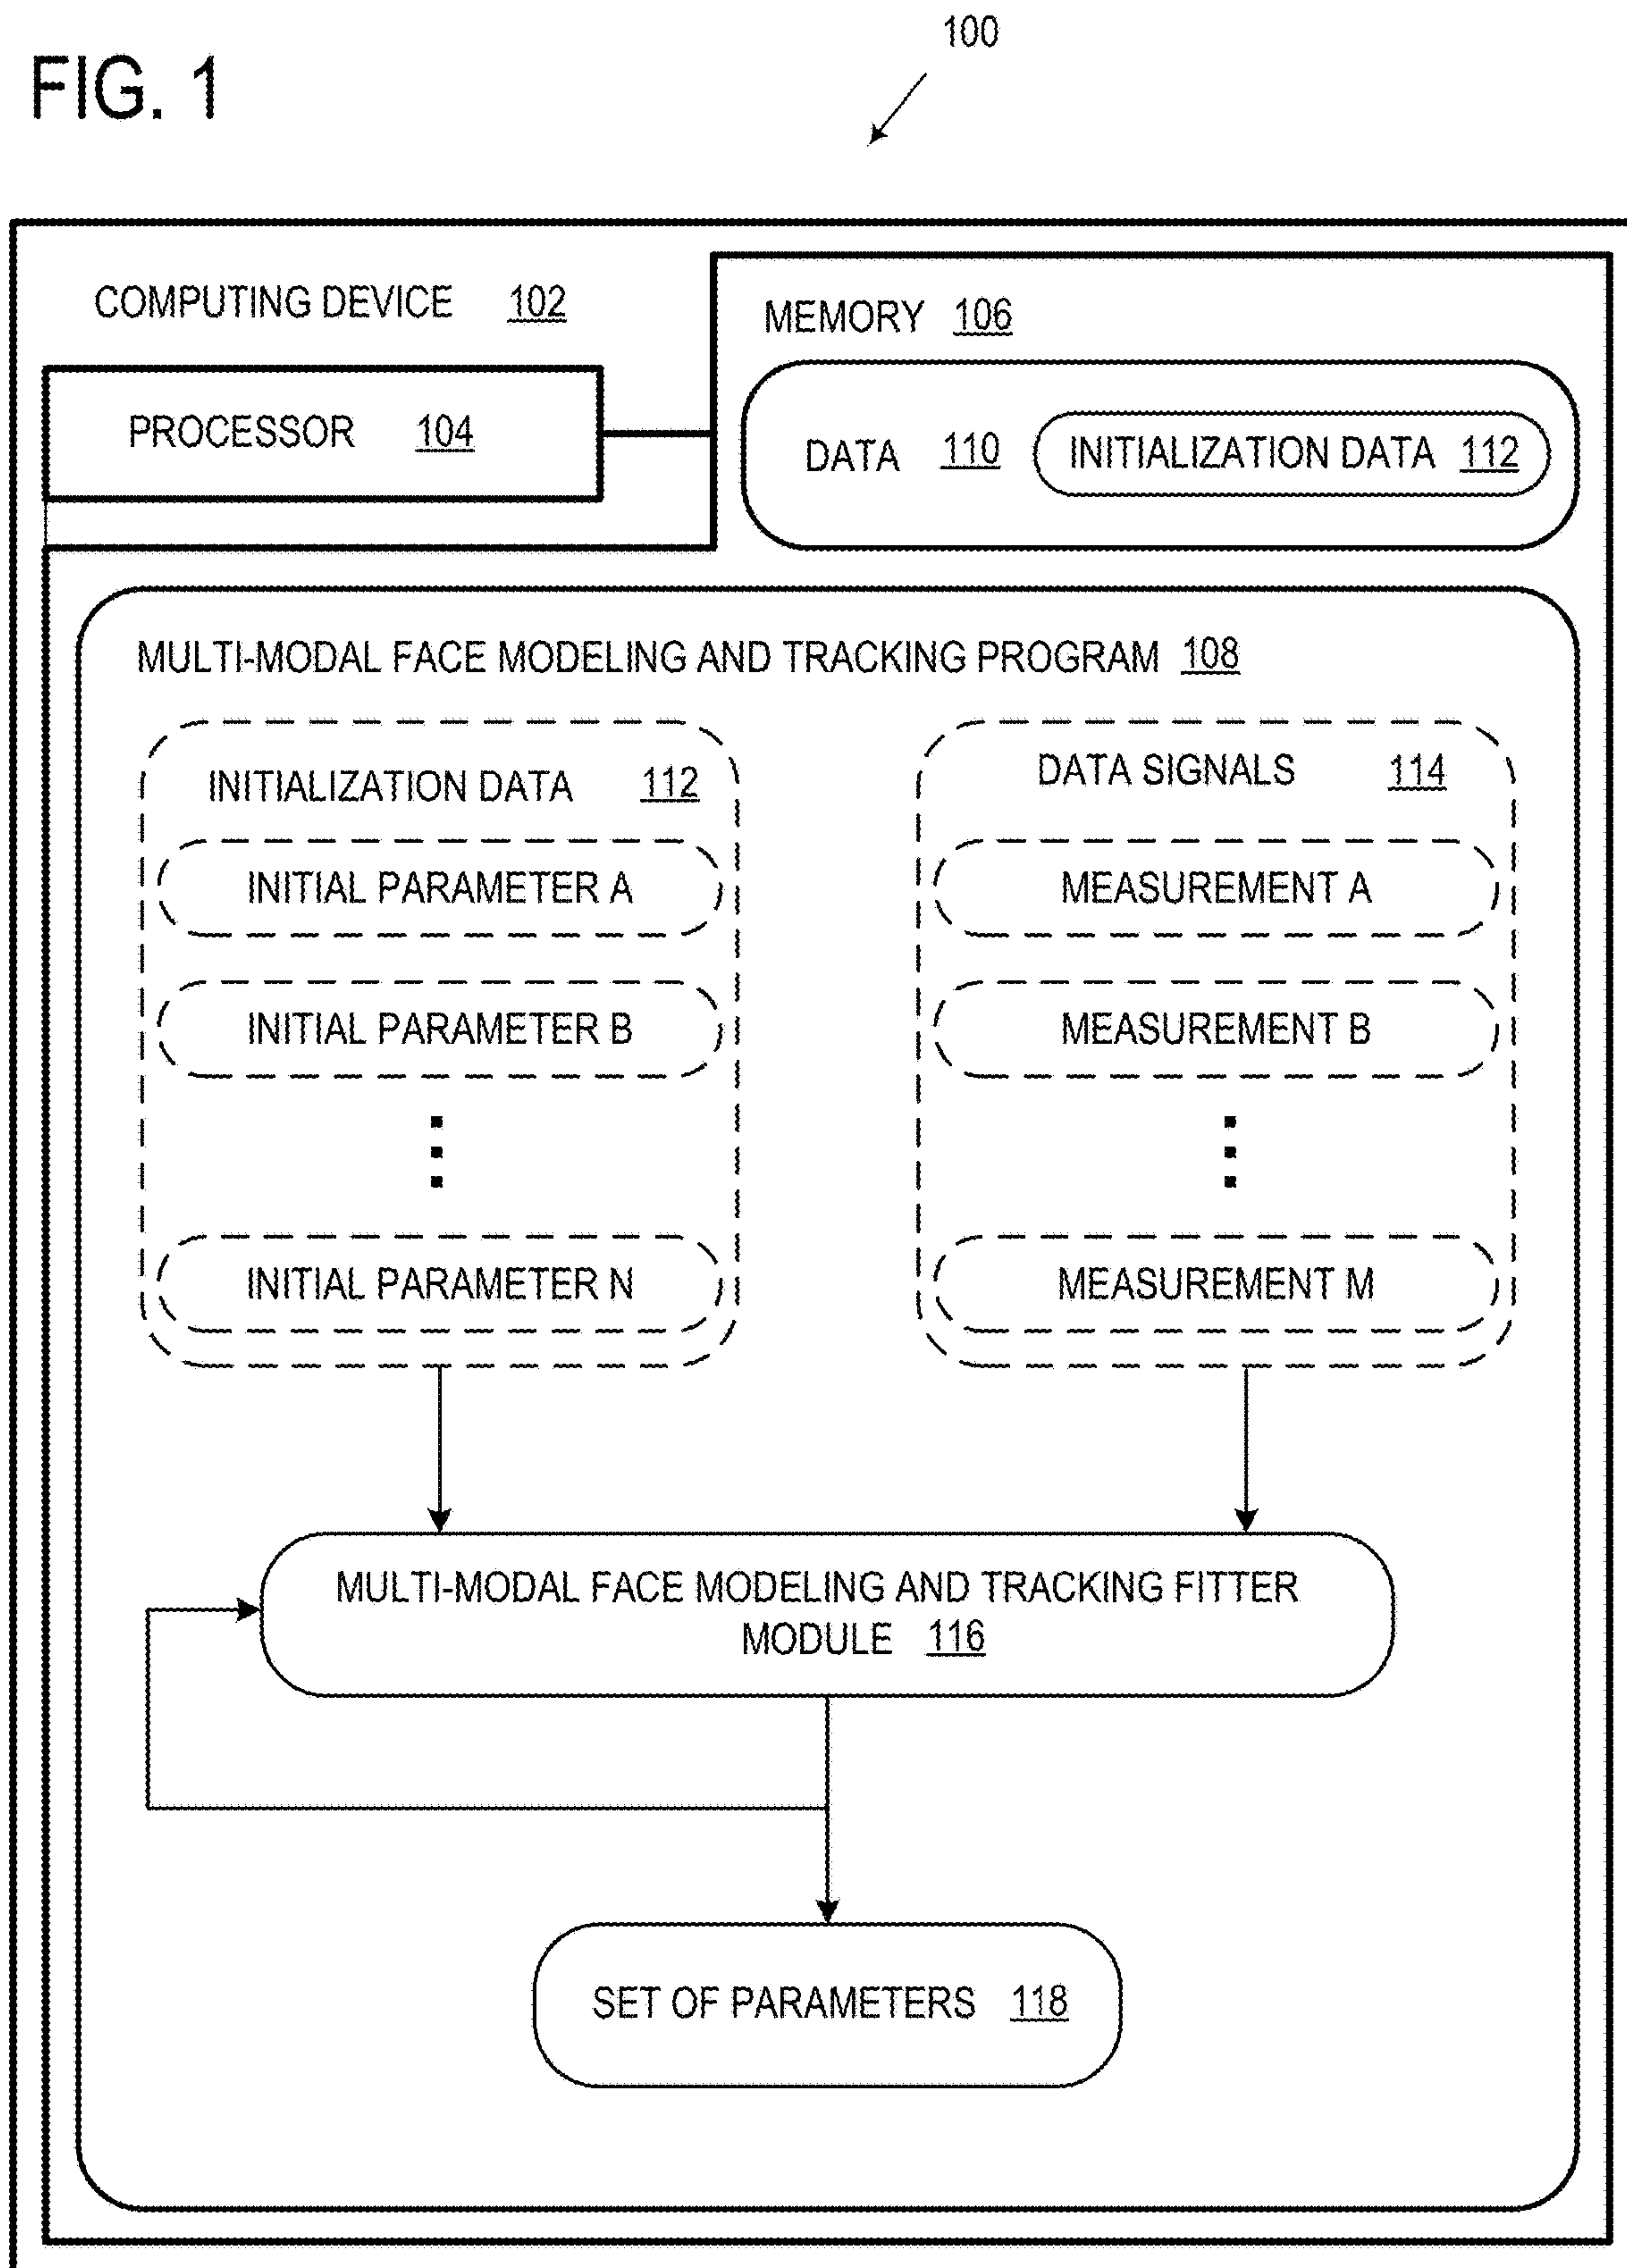 100
FIG. 1
COMPUTING DEVICE 102
MEMORY 106
PROCESSOR 104
DATA 110
INITIALIZATION DATA 112
MULTI-MODAL FACE MODELING AND TRACKING PROGRAM 108
INITIALIZATION DATA 112
INITIAL PARAMETER A
INITIAL PARAMETER B
INITIAL PARAMETER N
DATA SIGNALS 114
MEASUREMENT A
MEASUREMENT B
MEASUREMENT M
MULTI-MODAL FACE MODELING AND TRACKING FITTER
MODULE 116
SET OF PARAMETERS 118